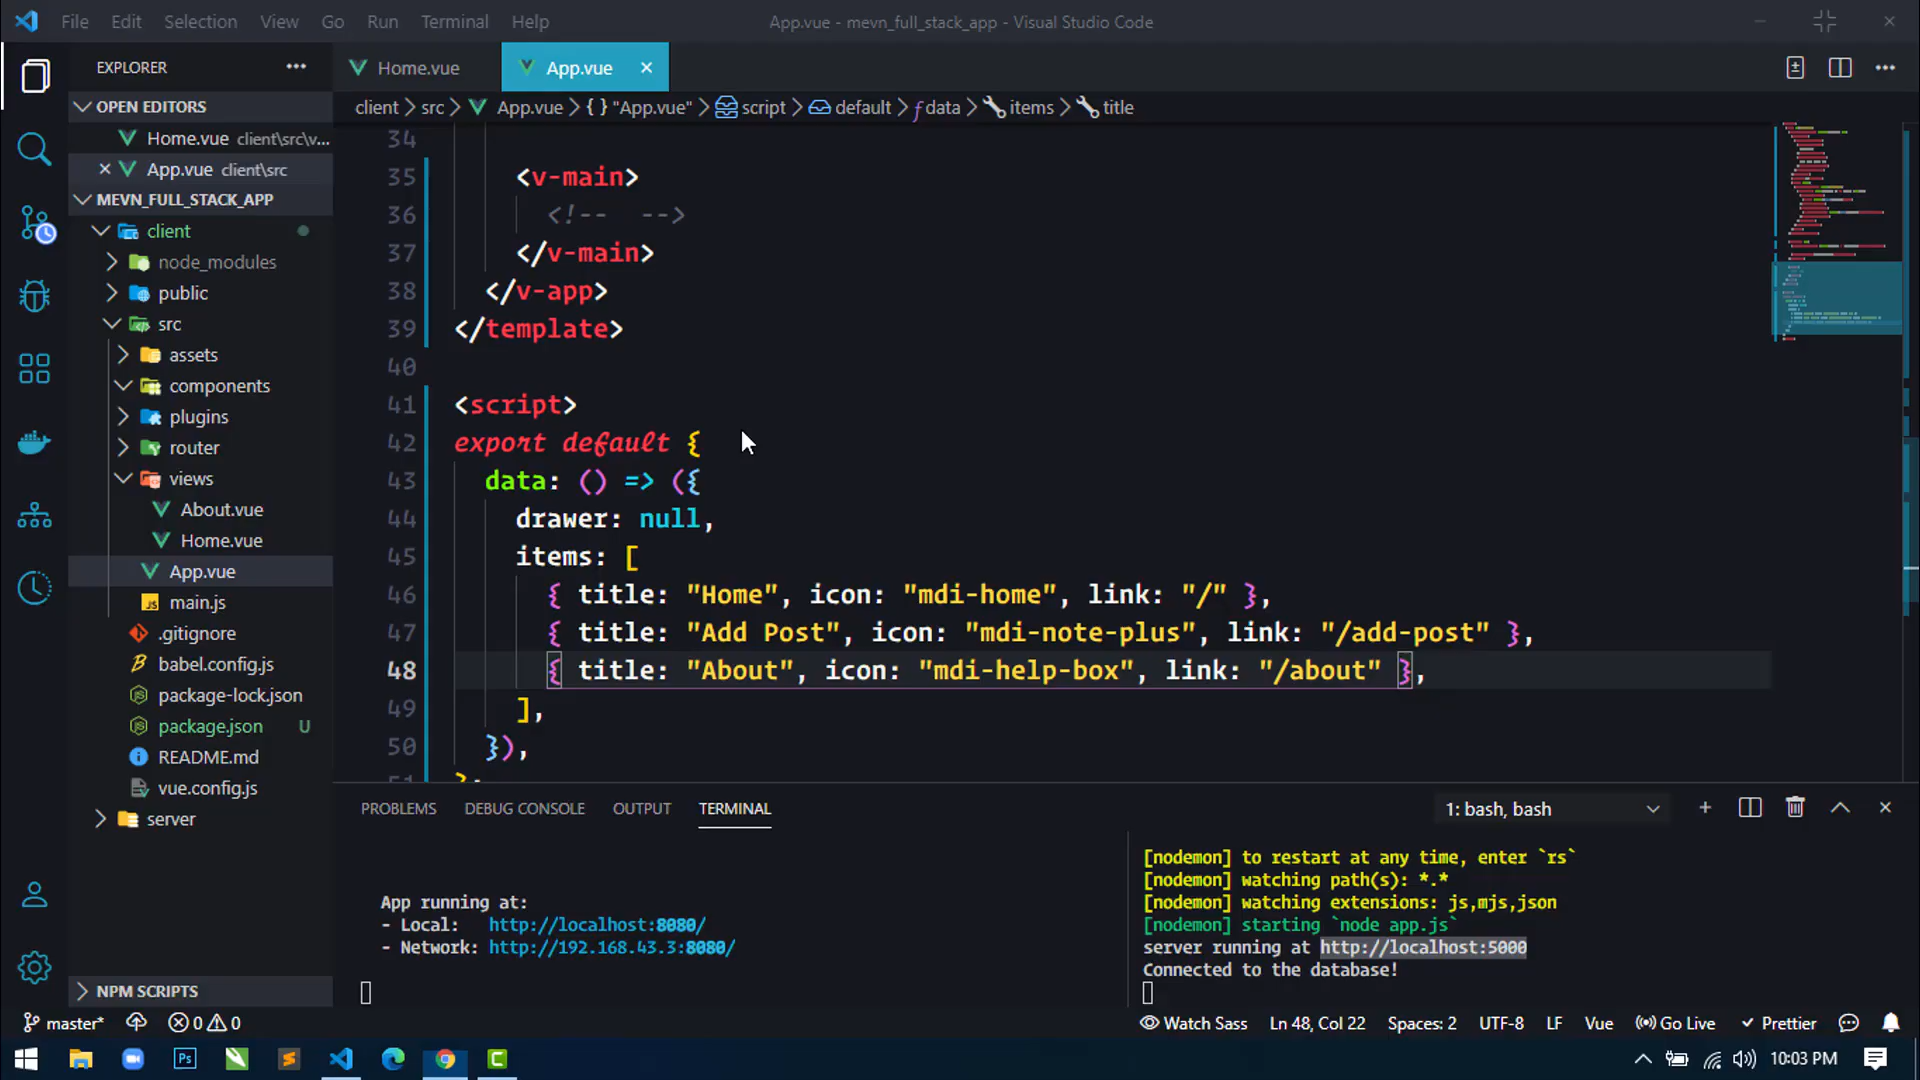 File Edit Selection View Go Run Terminal Help
App.vue - mevn_full_stack_app - Visual Studio Code
EXPLORER
Home.vue
App.vue
OPEN EDITORS
client > src > App.vue > { } "App.vue" > script > default > data > items > title
Home.vue client\src\v...
App.vue client\src
MEVN_FULL_STACK_APP
client
node_modules
public
src
assets
components
plugins
router
views
About.vue
Home.vue
App.vue
main.js
.gitignore
babel.config.js
package-lock.json
package.json U
README.md
vue.config.js
server
NPM SCRIPTS
34
35 <v-main>
36 <!--  -->
37 </v-main>
38 </v-app>
39 </template>
40
41 <script>
42 export default {
43 data: () => ({
44 drawer: null,
45 items: [
46 { title: "Home", icon: "mdi-home", link: "/" },
47 { title: "Add Post", icon: "mdi-note-plus", link: "/add-post" },
48 { title: "About", icon: "mdi-help-box", link: "/about" },
49 ],
50 }),
PROBLEMS DEBUG CONSOLE OUTPUT TERMINAL
1: bash, bash
App running at:
- Local: http://localhost:8080/
- Network: http://192.168.43.3:8080/
[nodemon] to restart at any time, enter `rs`
[nodemon] watching path(s): *.*
[nodemon] watching extensions: js,mjs,json
[nodemon] starting `node app.js`
server running at http://localhost:5000
Connected to the database!
master* 0 0
Watch Sass Ln 48, Col 22 Spaces: 2 UTF-8 LF Vue Go Live Prettier
10:03 PM